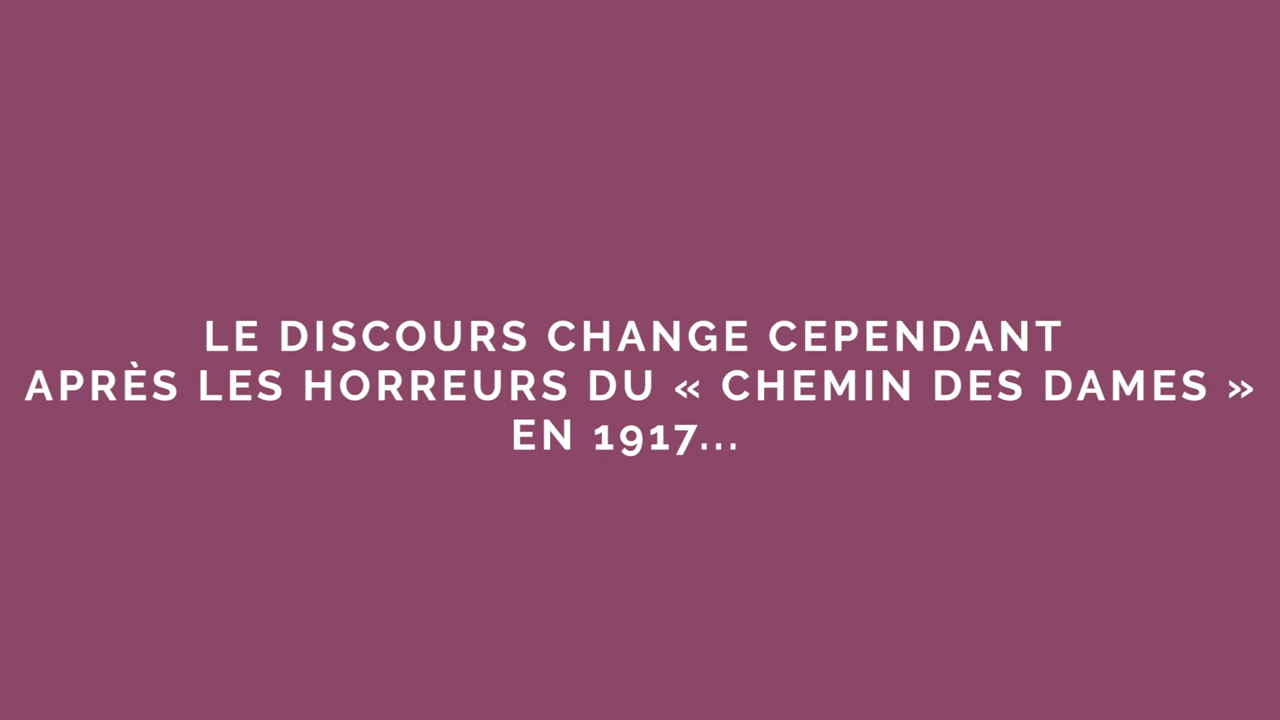 LE DISCOURS CHANGE CEPENDANT
APRÈS LES HORREURS DU « CHEMIN DES DAMES »
EN 1917...